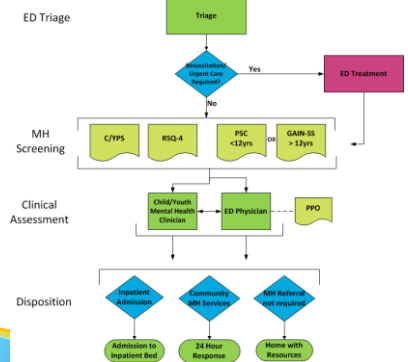 ED Triage
Triage
Resuscitation/
Urgent Care
Required?
Yes
ED Treatment
No
MH
Screening
C/YPS
RSQ-4
PSC
<12yrs
OR
GAIN-SS
> 12yrs
Clinical
Assessment
Child/Youth
Mental Health
Clinician
ED Physician
PPO
Disposition
Inpatient
Admission
Community
MH Services
MH Referral
not required
Admission to
Inpatient Bed
24 Hour
Response
Home with
Resources